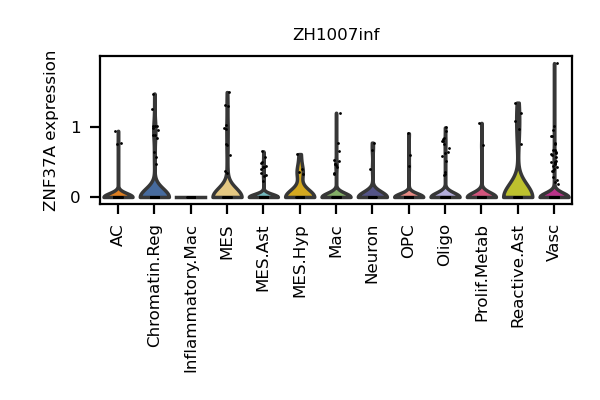 ZH1007inf
ZNF37A expression
1
0
AC
Chromatin.Reg
Inflammatory.Mac
MES
MES.Ast
MES.Hyp
Mac
Neuron
OPC
Oligo
Prolif.Metab
Reactive.Ast
Vasc